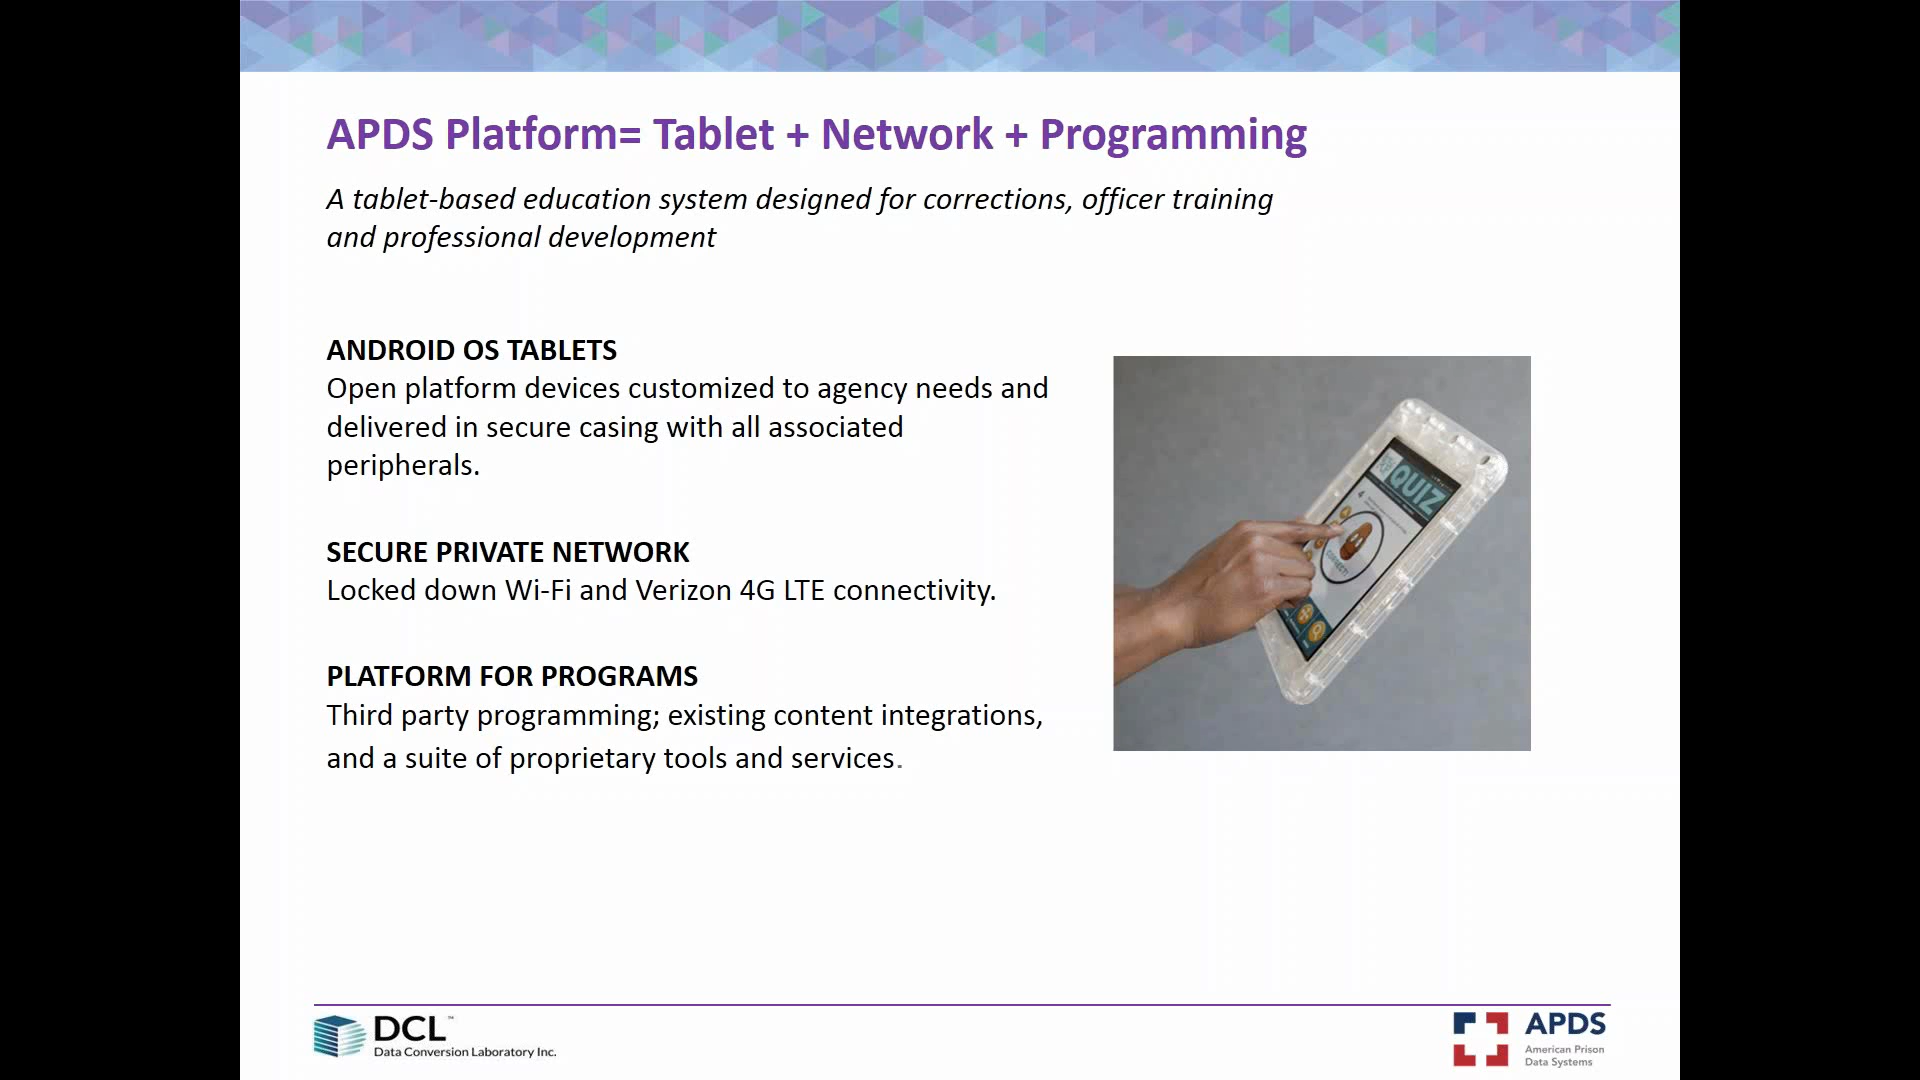 APDS Platform= Tablet + Network + Programming
A tablet-based education system designed for corrections, officer training
and professional development
ANDROID OS TABLETS
Open platform devices customized to agency needs and
delivered in secure casing with all associated
peripherals.
SECURE PRIVATE NETWORK
Locked down Wi-Fi and Verizon 4G LTE connectivity.
PLATFORM FOR PROGRAMS
Third party programming; existing content integrations,
and a suite of proprietary tools and services.
QUIZ
4
CORRECT!
DCL™
Data Conversion Laboratory Inc.
APDS
American Prison
Data Systems